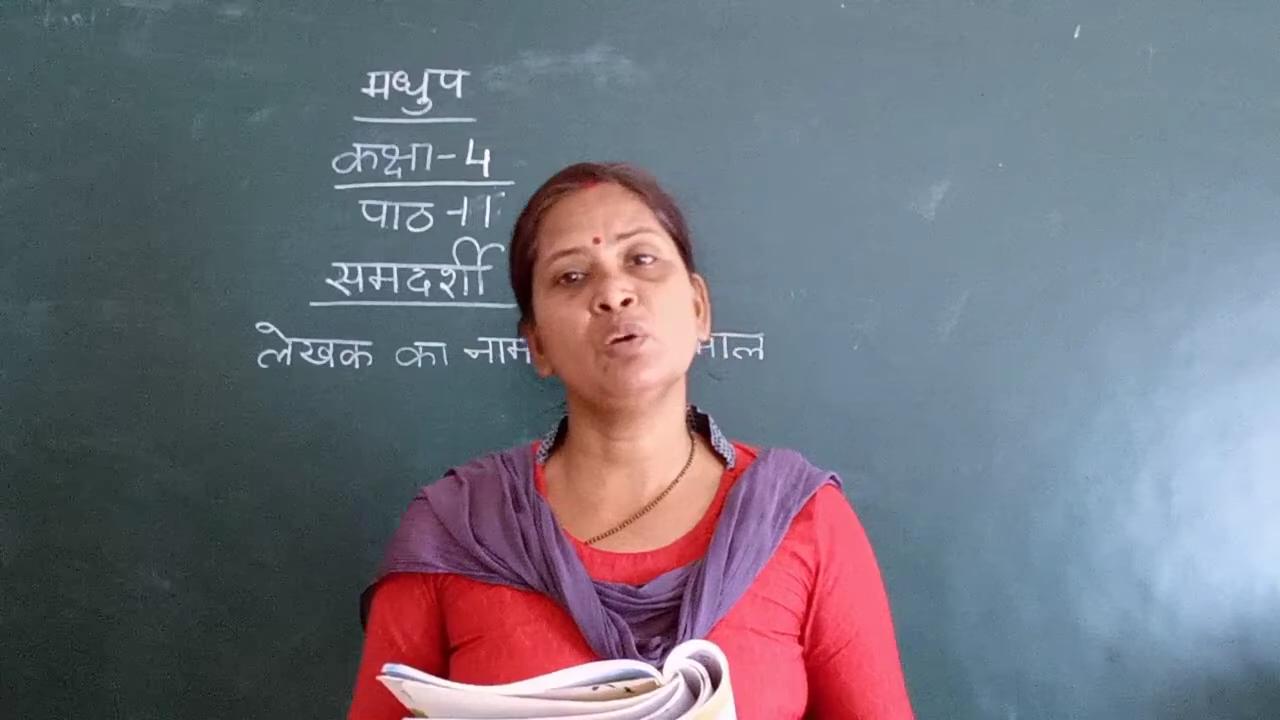 मधुप
कक्षा-4
पाठ-11
समदर्शी
लेखक का नाम